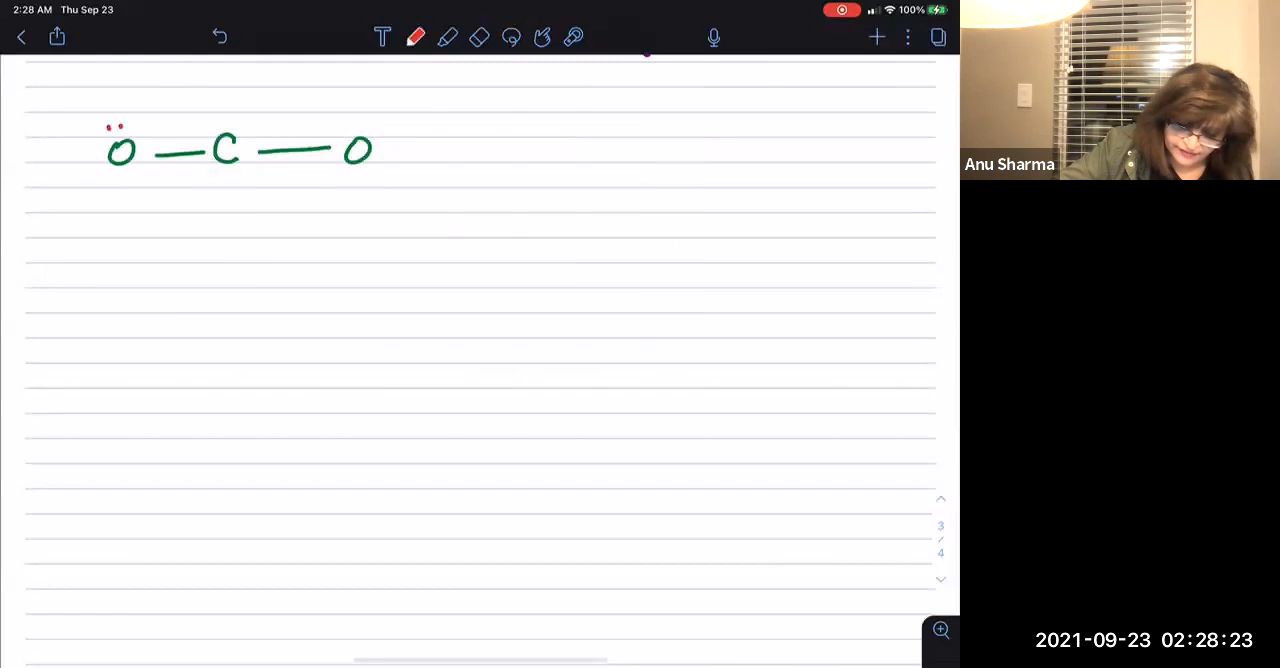 2:28 AM Thu Sep 23
100%
T
Ö — C — O
Anu Sharma
3
/
4
2021-09-23 02:28:23